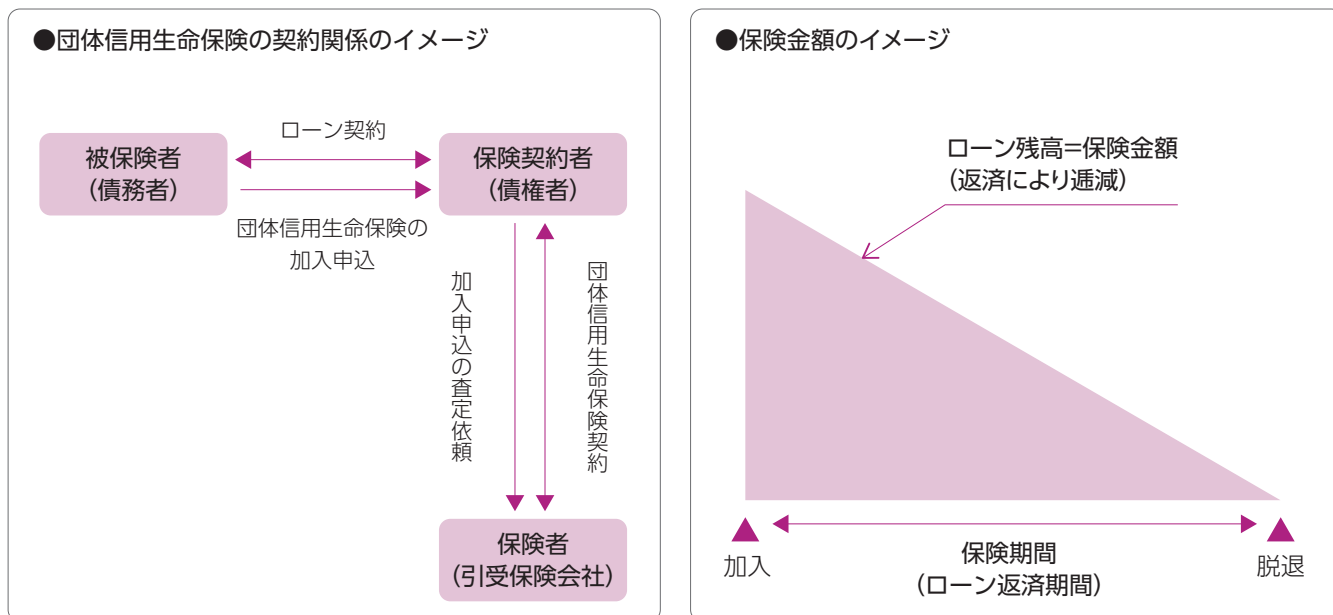 ●団体信用生命保険の契約関係のイメージ
ローン契約
被保険者
(債務者)
保険契約者
(債権者)
団体信用生命保険の
加入申込
加入申込の査定依頼
団体信用生命保険契約
保険者
(引受保険会社)
●保険金額のイメージ
ローン残高=保険金額
(返済により逓減)
加入
保険期間
(ローン返済期間)
脱退